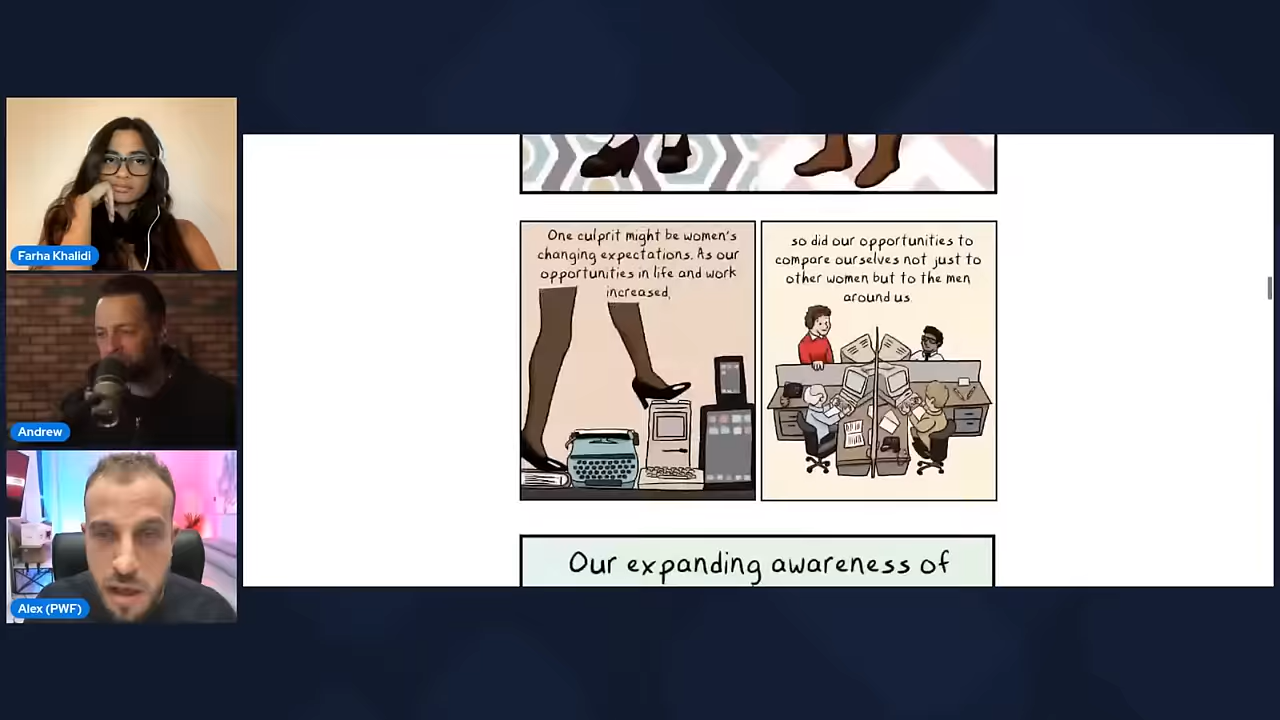 Farha Khalidi
Andrew
Alex (PWF)
One culprit might be women's
changing expectations. As our
opportunities in life and work
increased,
so did our opportunities to
compare ourselves not just to
other women but to the men
around us
Our expanding awareness of